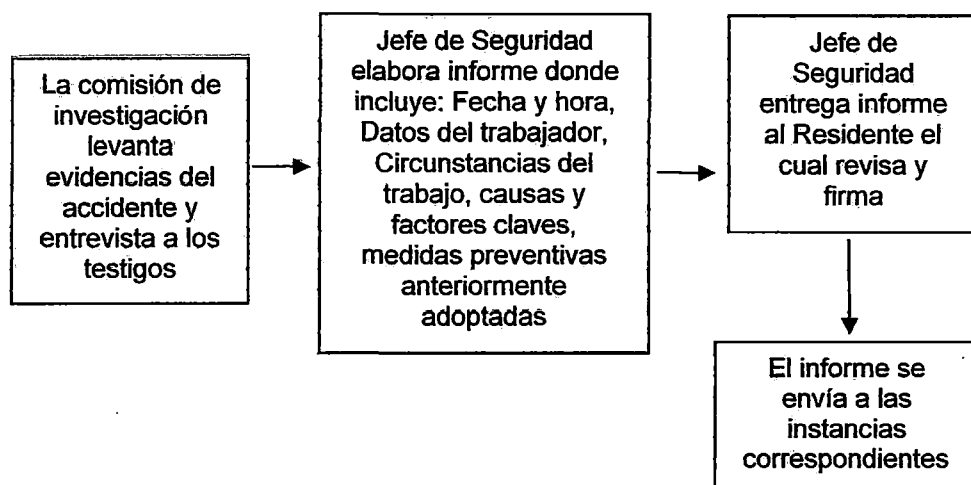 La comisión de
investigación
levanta
evidencias del
accidente y
entrevista a los
testigos
Jefe de Seguridad
elabora informe donde
incluye: Fecha y hora,
Datos del trabajador,
Circunstancias del
trabajo, causas y
factores claves,
medidas preventivas
anteriormente
adoptadas
Jefe de
Seguridad
entrega informe
al Residente el
cual revisa y
firma
El informe se
envía a las
instancias
correspondientes